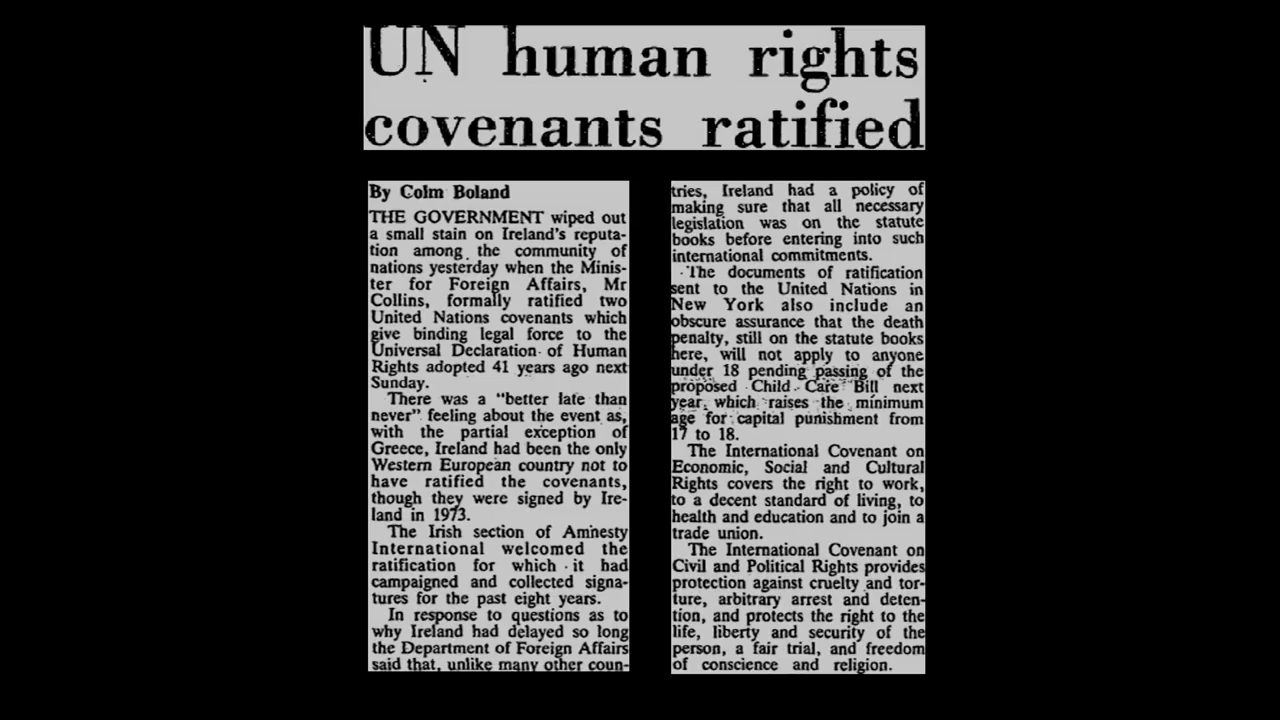 UN human rights
covenants ratified
By Colm Boland
THE GOVERNMENT wiped out
a small stain on Ireland's reputa-
tion among the community of
nations yesterday when the Minis-
ter for Foreign Affairs, Mr
Collins, formally ratified two
United Nations covenants which
give binding legal force to the
Universal Declaration of Human
Rights adopted 41 years ago next
Sunday.
There was a "better late than
never" feeling about the event as,
with the partial exception of
Greece, Ireland had been the only
Western European country not to
have ratified the covenants,
though they were signed by Ire-
land in 1973.
The Irish section of Amnesty
International welcomed the
ratification for which it had
campaigned and collected signa-
tures for the past eight years.
In response to questions as to
why Ireland had delayed so long
the Department of Foreign Affairs
said that, unlike many other coun-
tries, Ireland had a policy of
making sure that all necessary
legislation was on the statute
books before entering into such
international commitments.
The documents of ratification
sent to the United Nations in
New York also include an
obscure assurance that the death
penalty, still on the statute books
here, will not apply to anyone
under 18 pending passing of the
proposed Child Care Bill next
year, which raises the minimum
age for capital punishment from
17 to 18.
The International Covenant on
Economic, Social and Cultural
Rights covers the right to work,
to a decent standard of living, to
health and education and to join a
trade union.
The International Covenant on
Civil and Political Rights provides
protection against cruelty and tor-
ture, arbitrary arrest and deten-
tion, and protects the right to the
life, liberty and security of the
person, a fair trial, and freedom
of conscience and religion.